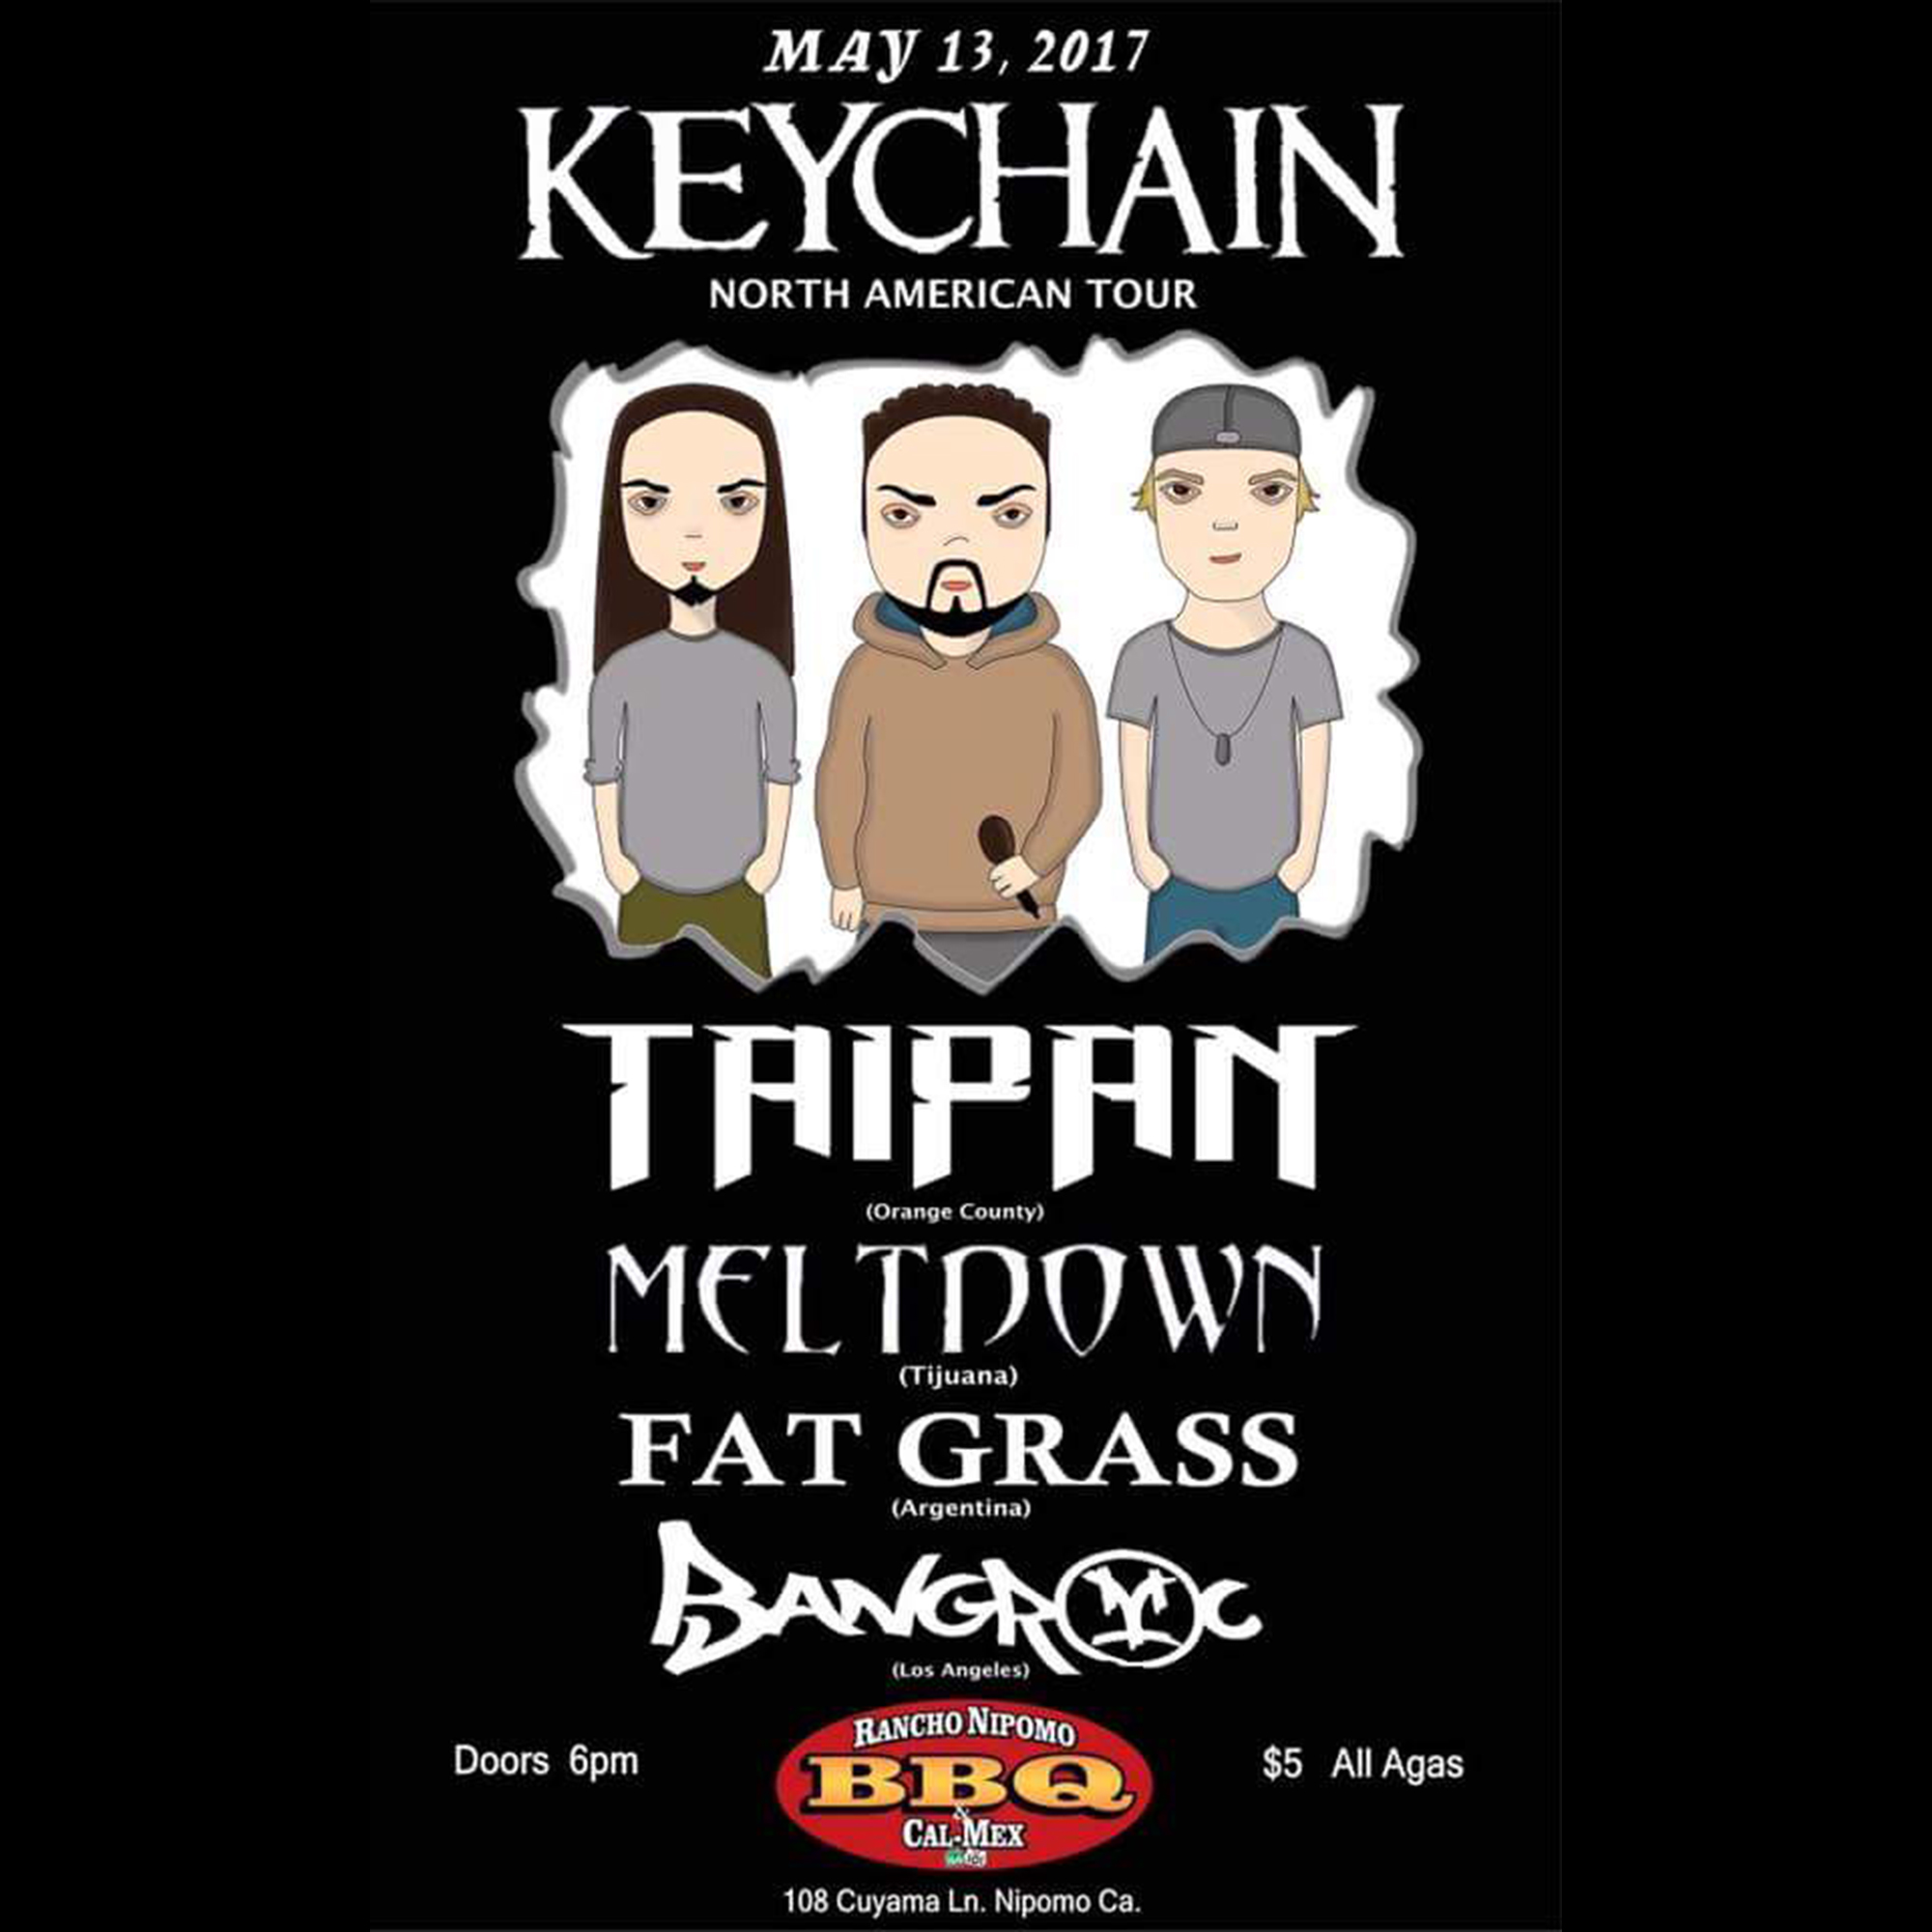 MAY 13, 2017
KEYCHAIN
NORTH AMERICAN TOUR
TAIPAN
(Orange County)
MELTDOWN
(Tijuana)
FAT GRASS
(Argentina)
BANGROC
(Los Angeles)
Doors 6pm
RANCHO NIPOMO
BBQ
&
CAL-MEX
$5 All Agas
108 Cuyama Ln. Nipomo Ca.